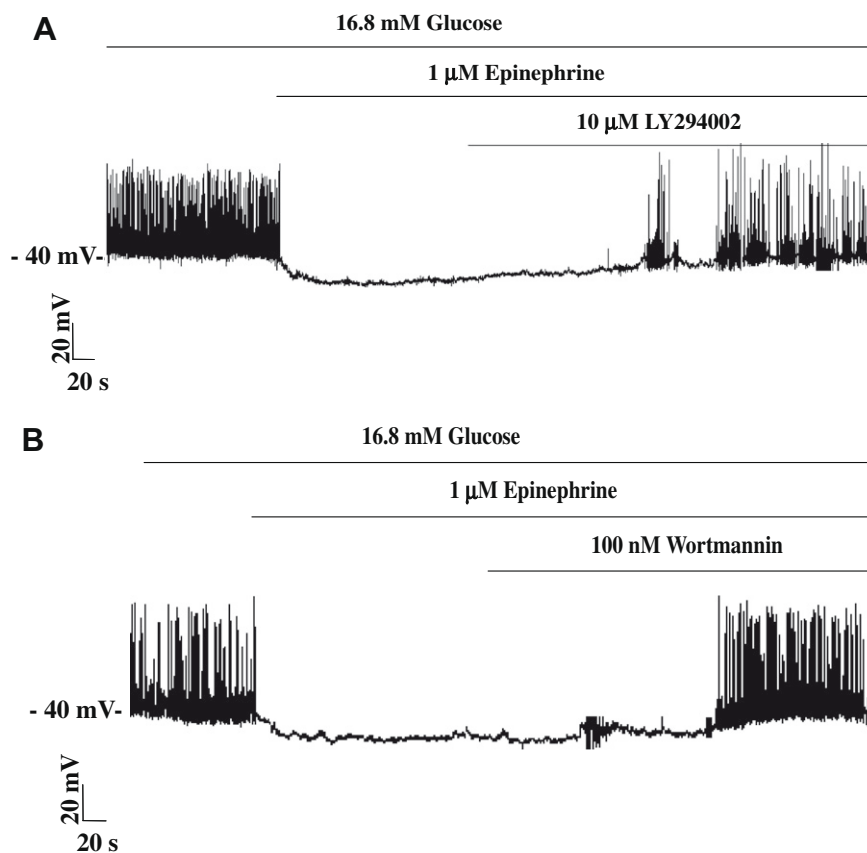 A
16.8 mM Glucose
1 μM Epinephrine
10 μM LY294002
- 40 mV-
20 mV
20 s
B
16.8 mM Glucose
1 μM Epinephrine
100 nM Wortmannin
- 40 mV-
20 mV
20 s